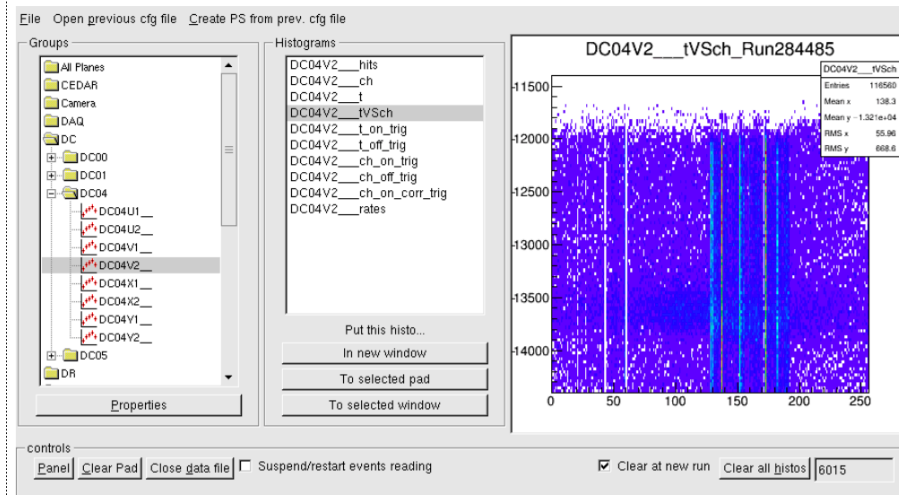 File Open previous cfg file Create PS from prev. cfg file
Groups
All Planes
CEDAR
Camera
DAQ
DC
DC00
DC01
DC04
DC04U1__
DC04U2__
DC04V1__
DC04V2__
DC04X1__
DC04X2__
DC04Y1__
DC04Y2__
DC05
DR
Properties
Histograms
DC04V2___hits
DC04V2___ch
DC04V2___t
DC04V2___tVSch
DC04V2___t_on_trig
DC04V2___t_off_trig
DC04V2___ch_on_trig
DC04V2___ch_off_trig
DC04V2___ch_on_corr_trig
DC04V2___rates
Put this histo...
In new window
To selected pad
To selected window
DC04V2___tVSch_Run284485
DC04V2___tVSch
Entries 116560
Mean x 138.3
Mean y -1.321e+04
RMS x 55.96
RMS y 668.6
-11500
-12000
-12500
-13000
-13500
-14000
0 50 100 150 200 250
controls
Panel Clear Pad Close data file Suspend/restart events reading Clear at new run Clear all histos 6015